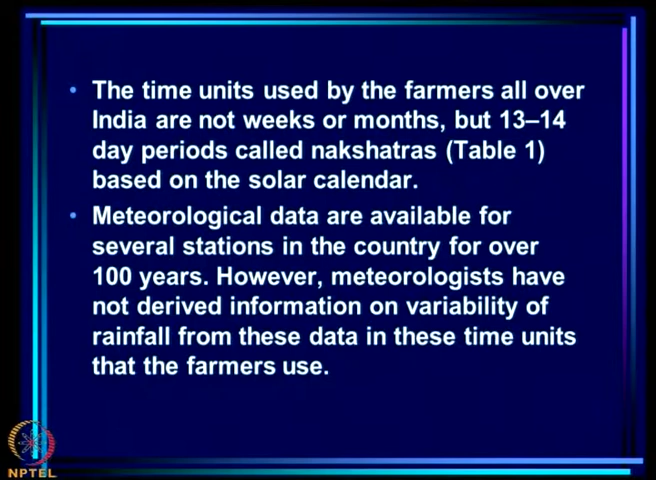 • The time units used by the farmers all over
India are not weeks or months, but 13–14
day periods called nakshatras (Table 1)
based on the solar calendar.
• Meteorological data are available for
several stations in the country for over
100 years. However, meteorologists have
not derived information on variability of
rainfall from these data in these time units
that the farmers use.
NPTEL